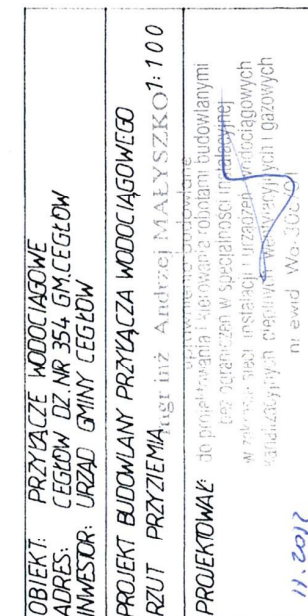 OBIEKT: PRZYŁĄCZE WODOCIĄGOWE
ADRES: CEGŁÓW DZ. NR 354 GM.CEGŁÓW
INWESTOR: URZĄD GMINY CEGŁÓW
PROJEKT BUDOWLANY PRZYŁĄCZA WODOCIĄGOWEGO
RZUT PRZYZIEMIA 1:100
mgr inż Andrzej MAŁYSZKO
uprawnienia budowlane
PROJEKTOWAŁ: do projektowania i kierowania robotami budowlanymi
bez ograniczeń w specjalności instalacyjnej
w zakresie sieci instalacji i urządzeń wodociągowych
kanalizacyjnych cieplnych wentylacyjnych i gazowych
nr ewid Wa
11.2017